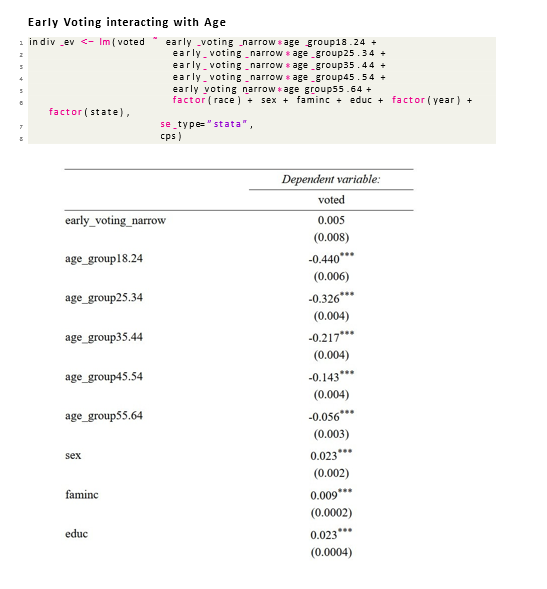 Early Voting interacting with Age
1 indiv_ev <- lm(voted ~ early_voting_narrow*age_group18.24 +
2 early_voting_narrow*age_group25.34 +
3 early_voting_narrow*age_group35.44 +
4 early_voting_narrow*age_group45.54 +
5 early_voting_narrow*age_group55.64 +
6 factor(race) + sex + faminc + educ + factor(year) +
factor(state),
7 se_type="stata",
8 cps)
Dependent variable:
voted
early_voting_narrow 0.005
(0.008)
age_group18.24 -0.440***
(0.006)
age_group25.34 -0.326***
(0.004)
age_group35.44 -0.217***
(0.004)
age_group45.54 -0.143***
(0.004)
age_group55.64 -0.056***
(0.003)
sex 0.023***
(0.002)
faminc 0.009***
(0.0002)
educ 0.023***
(0.0004)